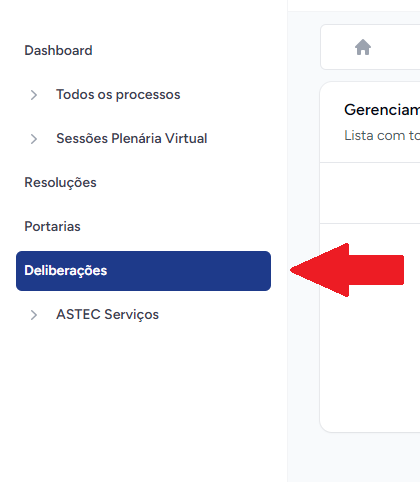 Dashboard
Todos os processos
Sessões Plenária Virtual
Resoluções
Portarias
Deliberações
ASTEC Serviços
Gerenciam
Lista com to